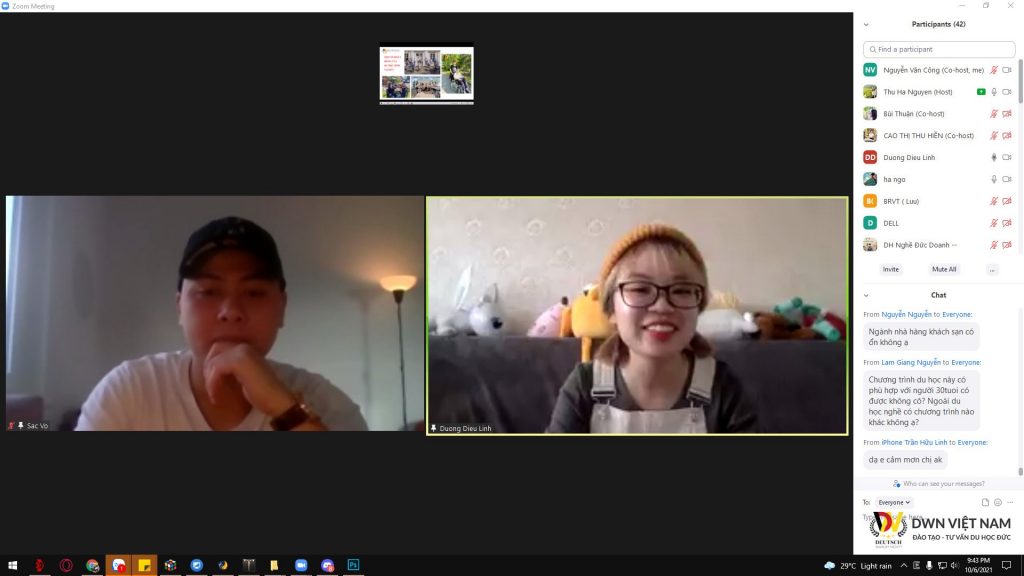 Zoom Meeting
Participants (42)
Find a participant
NV Nguyễn Văn Công (Co-host, me)
Thu Ha Nguyen (Host)
Bùi Thuận (Co-host)
CAO THỊ THU HIỀN (Co-host)
DD Duong Dieu Linh
ha ngo
B( BRVT ( Luu)
D DELL
DH Nghề Đức Doanh --
Invite
Mute All
...
Chat
From Nguyễn Nguyễn to Everyone:
Ngành nhà hàng khách sạn có
ổn không ạ
From Lam Giang Nguyễn to Everyone:
Chương trình du học này có
phù hợp với người 30tuoi có
được không cô? Ngoài du
học nghề có chương trình nào
khác không ạ?
From iPhone Trần Hữu Linh to Everyone:
dạ e cảm mơn chị ak
Who can see your messages?
To: Everyone
DWN VIỆT NAM
ĐÀO TẠO - TƯ VẤN DU HỌC ĐỨC
DEUTSCH
Sac Vo
Duong Dieu Linh
29°C Light rain
9:43 PM
10/6/2021